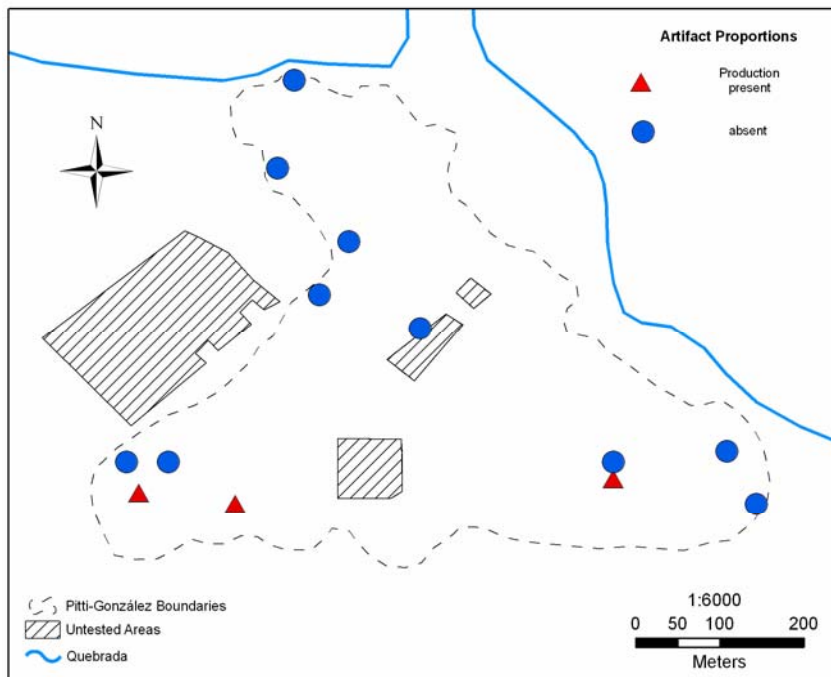 Artifact Proportions
Production
present
absent
N
Pitti-González Boundaries
Untested Areas
Quebrada
1:6000
0 50 100 200
Meters